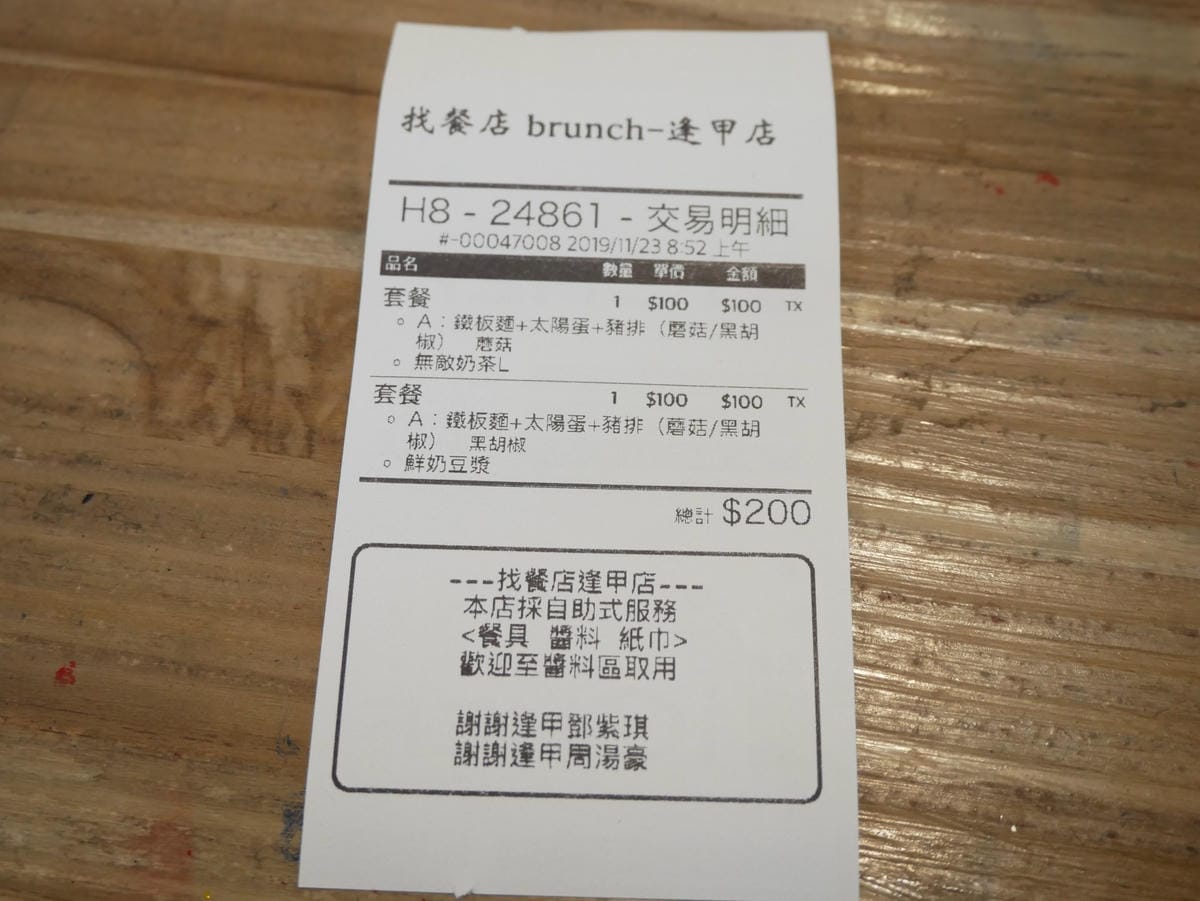 找餐店 brunch-逢甲店
H8 - 24861 - 交易明細
#-00047008 2019/11/23 8:52 上午
品名 數量 單價 金額
套餐 1 $100 $100 TX
。A：鐵板麵+太陽蛋+豬排（蘑菇/黑胡
椒） 蘑菇
。無敵奶茶L
套餐 1 $100 $100 TX
。A：鐵板麵+太陽蛋+豬排（蘑菇/黑胡
椒） 黑胡椒
。鮮奶豆漿
總計 $200
---找餐店逢甲店---
本店採自助式服務
<餐具 醬料 紙巾>
歡迎至醬料區取用
謝謝逢甲鄧紫琪
謝謝逢甲周湯豪